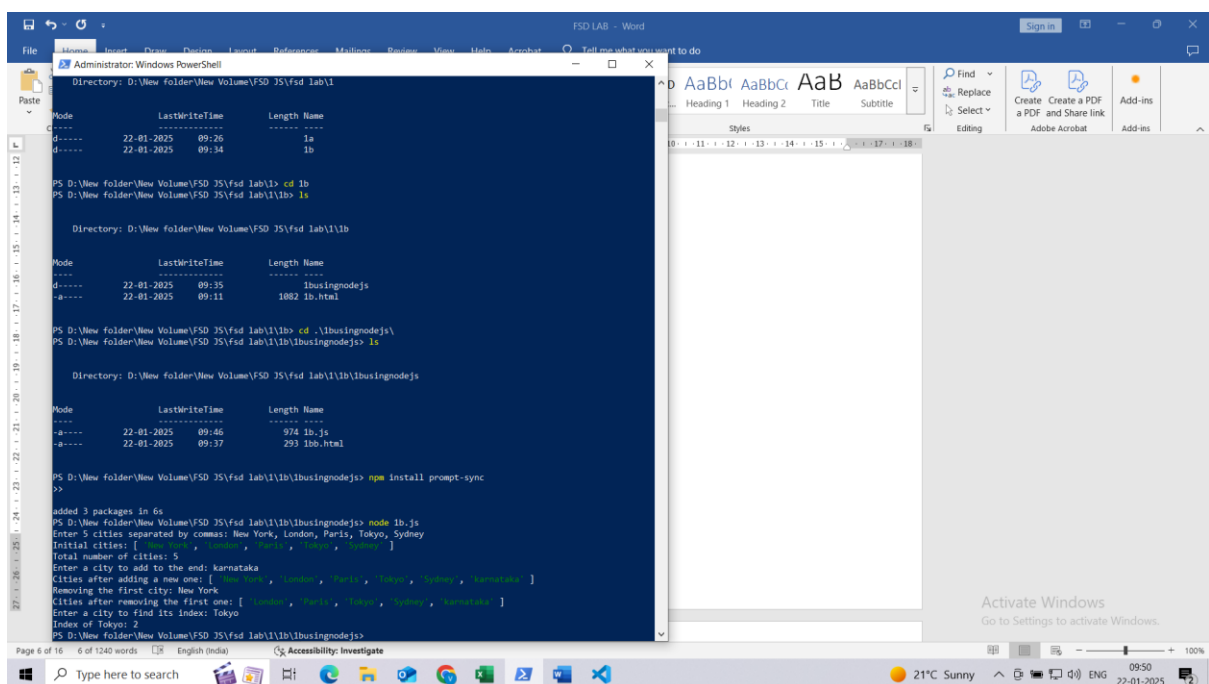 FSD LAB - Word
Sign in
File Home Insert Draw Design Layout References Mailings Review View Help Acrobat Tell me what you want to do
Administrator: Windows PowerShell
Paste
AaBb( AaBbCc AaB AaBbCcl
Heading 1 Heading 2 Title Subtitle
Styles
Find
Replace
Select
Editing
Create a PDF
Create a PDF and Share link
Adobe Acrobat
Add-ins
Add-ins
Directory: D:\New folder\New Volume\FSD JS\fsd lab\1
Mode LastWriteTime Length Name
---- ------------- ------ ----
d----- 22-01-2025 09:26 1a
d----- 22-01-2025 09:34 1b
PS D:\New folder\New Volume\FSD JS\fsd lab\1> cd 1b
PS D:\New folder\New Volume\FSD JS\fsd lab\1\1b> ls
Directory: D:\New folder\New Volume\FSD JS\fsd lab\1\1b
Mode LastWriteTime Length Name
---- ------------- ------ ----
d----- 22-01-2025 09:35 1busingnodejs
-a---- 22-01-2025 09:11 1082 1b.html
PS D:\New folder\New Volume\FSD JS\fsd lab\1\1b> cd .\1busingnodejs\
PS D:\New folder\New Volume\FSD JS\fsd lab\1\1b\1busingnodejs> ls
Directory: D:\New folder\New Volume\FSD JS\fsd lab\1\1b\1busingnodejs
Mode LastWriteTime Length Name
---- ------------- ------ ----
-a---- 22-01-2025 09:46 974 1b.js
-a---- 22-01-2025 09:37 293 1bb.html
PS D:\New folder\New Volume\FSD JS\fsd lab\1\1b\1busingnodejs> npm install prompt-sync
>>
added 3 packages in 6s
PS D:\New folder\New Volume\FSD JS\fsd lab\1\1b\1busingnodejs> node 1b.js
Enter 5 cities separated by commas: New York, London, Paris, Tokyo, Sydney
Initial cities: [ 'New York', 'London', 'Paris', 'Tokyo', 'Sydney' ]
Total number of cities: 5
Enter a city to add to the end: karnataka
Cities after adding a new one: [ 'New York', 'London', 'Paris', 'Tokyo', 'Sydney', 'karnataka' ]
Removing the first city: New York
Cities after removing the first one: [ 'London', 'Paris', 'Tokyo', 'Sydney', 'karnataka' ]
Enter a city to find its index: Tokyo
Index of Tokyo: 2
PS D:\New folder\New Volume\FSD JS\fsd lab\1\1b\1busingnodejs>
Activate Windows
Go to Settings to activate Windows.
Page 6 of 16 6 of 1240 words English (India) Accessibility: Investigate 100%
Type here to search 21°C Sunny ENG 09:50
22-01-2025